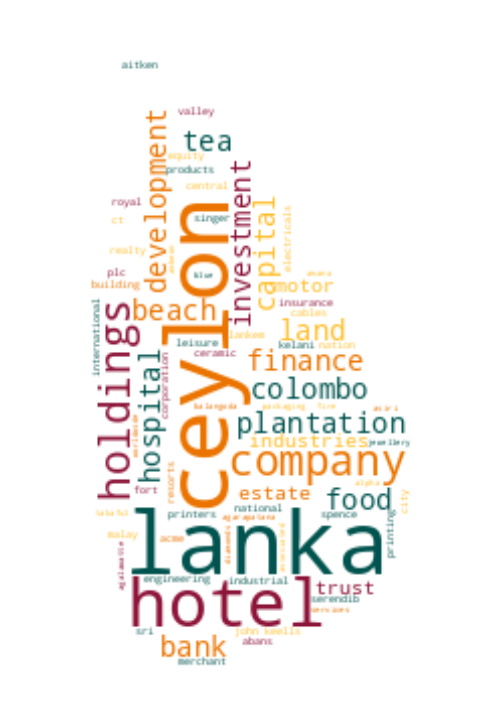 aitken
valley
development
tea
equity
products
central
investment
royal
capital
singer
ct
electricals
ceylon
realty
blue
plc
building
motor
international
holdings
beach
insurance
cables
land
lankem
leisure
kelani
nation
ceramic
hospital
corporation
finance
colombo
balangoda
packaging
fort
plantation
industries
jewellery
company
resorts
estate
food
alpha
city
printers
national
agarapatana
spence
printing
lanka
malay
acme
diamonds
engineering
industrial
hotel
trust
serendib
services
sri
john keells
abans
bank
merchant